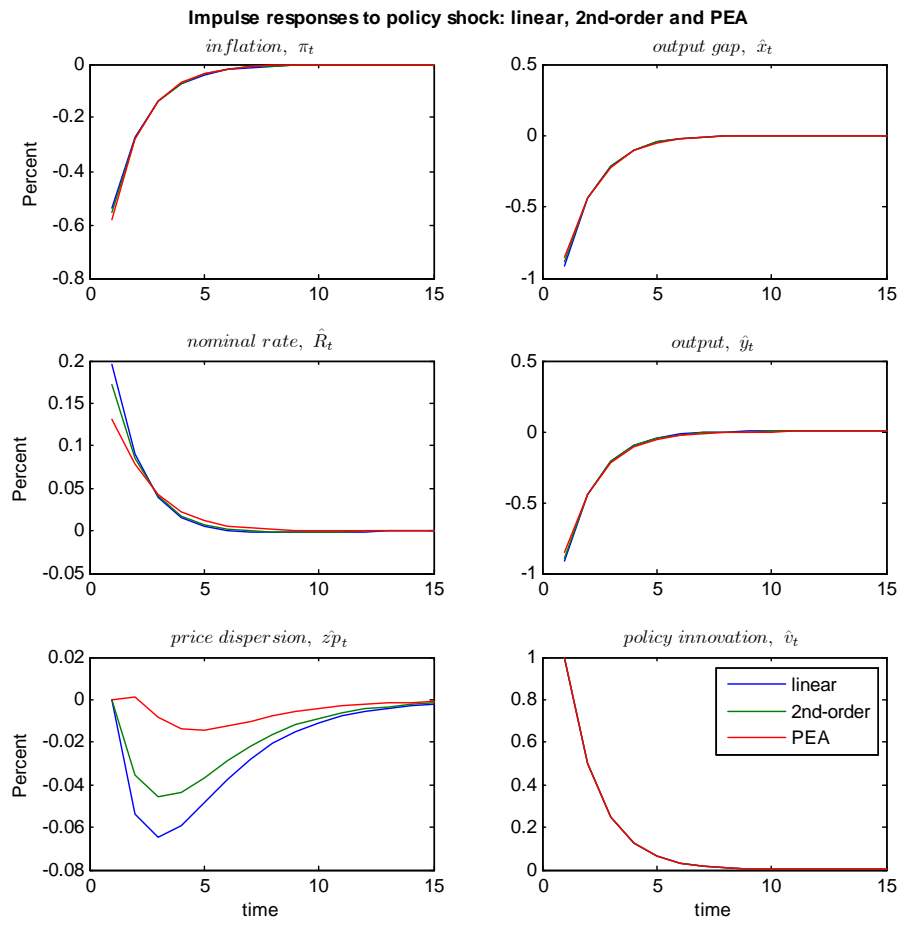 Impulse responses to policy shock: linear, 2nd-order and PEA
inflation, π_t
output gap, x̂_t
0
-0.2
-0.4
-0.6
-0.8
Percent
0 5 10 15
0.5
0
-0.5
-1
0 5 10 15
nominal rate, R̂_t
output, ŷ_t
0.2
0.15
0.1
0.05
0
-0.05
Percent
0 5 10 15
0.5
0
-0.5
-1
0 5 10 15
price dispersion, zp̂_t
policy innovation, v̂_t
0.02
0
-0.02
-0.04
-0.06
-0.08
Percent
0 5 10 15
time
1
0.8
0.6
0.4
0.2
0
linear
2nd-order
PEA
0 5 10 15
time